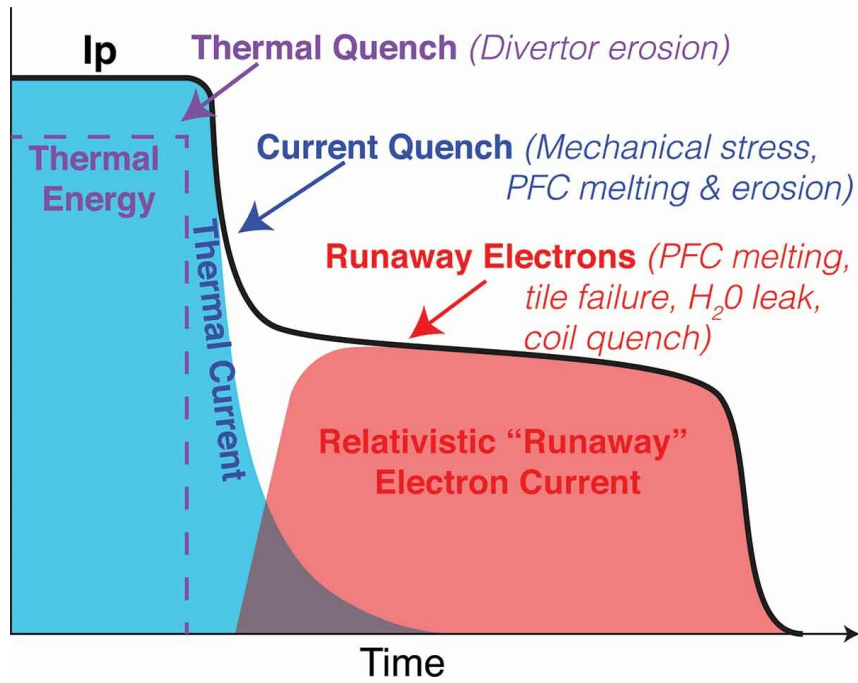 Ip
Thermal Quench (Divertor erosion)
Thermal
Energy
Current Quench (Mechanical stress,
PFC melting & erosion)
Thermal Current
Runaway Electrons (PFC melting,
tile failure, H₂0 leak,
coil quench)
Relativistic “Runaway”
Electron Current
Time